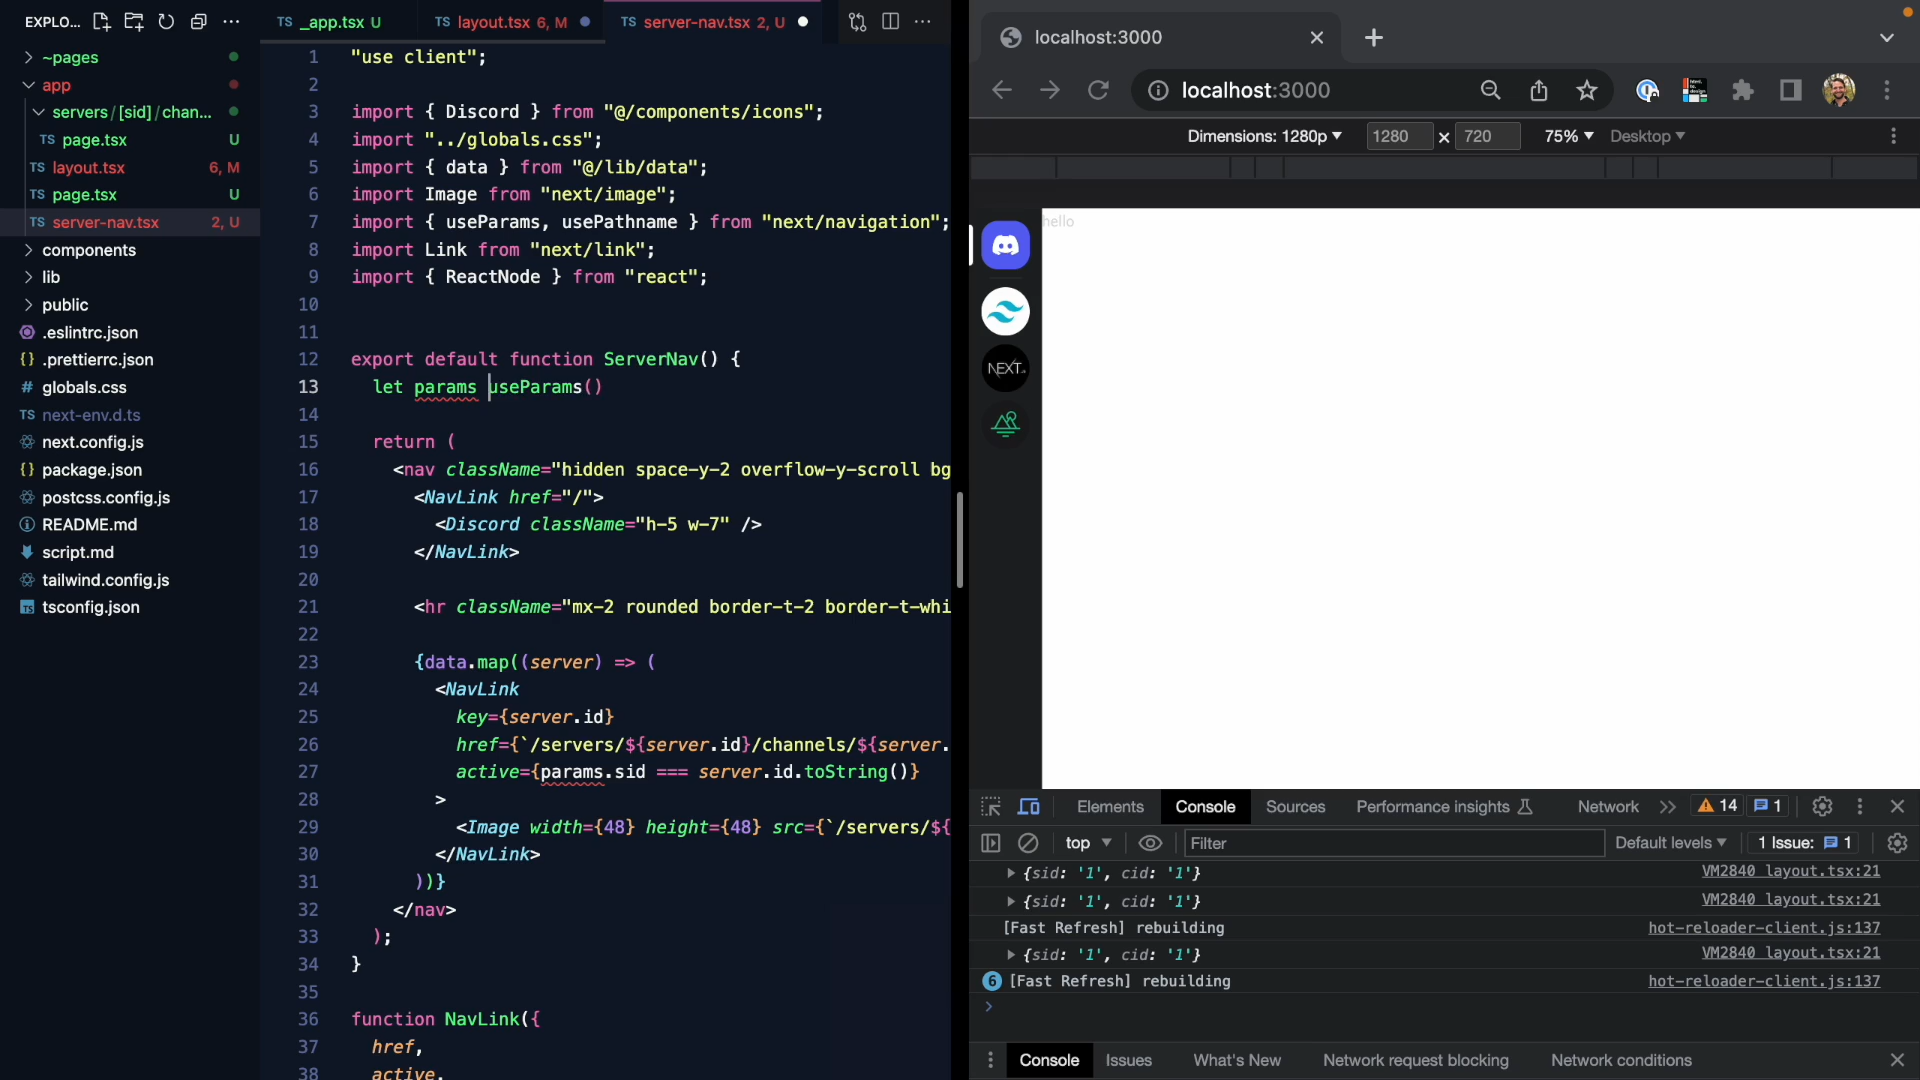 EXPLO...
~pages
app
servers/[sid]/chan...
TS page.tsx U
TS layout.tsx 6, M
TS page.tsx U
TS server-nav.tsx 2, U
components
lib
public
.eslintrc.json
{} .prettierrc.json
# globals.css
TS next-env.d.ts
next.config.js
{} package.json
postcss.config.js
README.md
script.md
tailwind.config.js
TS tsconfig.json
TS _app.tsx U
TS layout.tsx 6, M
TS server-nav.tsx 2, U
1 "use client";
2
3 import { Discord } from "@/components/icons";
4 import "../globals.css";
5 import { data } from "@/lib/data";
6 import Image from "next/image";
7 import { useParams, usePathname } from "next/navigation";
8 import Link from "next/link";
9 import { ReactNode } from "react";
10
11
12 export default function ServerNav() {
13 let params useParams()
14
15 return (
16 <nav className="hidden space-y-2 overflow-y-scroll bg
17 <NavLink href="/">
18 <Discord className="h-5 w-7" />
19 </NavLink>
20
21 <hr className="mx-2 rounded border-t-2 border-t-whi
22
23 {data.map((server) => (
24 <NavLink
25 key={server.id}
26 href={`/servers/${server.id}/channels/${server.
27 active={params.sid === server.id.toString()}
28 >
29 <Image width={48} height={48} src={`/servers/${
30 </NavLink>
31 ))}
32 </nav>
33 );
34 }
35
36 function NavLink({
37 href,
38 active,
localhost:3000
localhost:3000
Dimensions: 1280p 1280 × 720 75% Desktop
hello
NEXT.
Elements Console Sources Performance insights Network 14 1
top Filter Default levels 1 Issue: 1
{sid: '1', cid: '1'} VM2840 layout.tsx:21
{sid: '1', cid: '1'} VM2840 layout.tsx:21
[Fast Refresh] rebuilding hot-reloader-client.js:137
{sid: '1', cid: '1'} VM2840 layout.tsx:21
6 [Fast Refresh] rebuilding hot-reloader-client.js:137
Console Issues What's New Network request blocking Network conditions